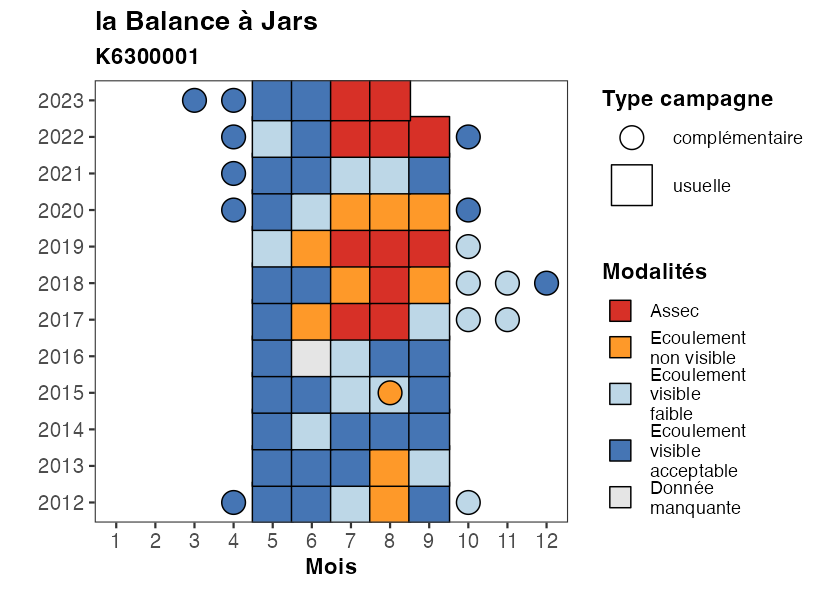 la Balance à Jars
K6300001
2023
2022
2021
2020
2019
2018
2017
2016
2015
2014
2013
2012
1 2 3 4 5 6 7 8 9 10 11 12
Mois
Type campagne
complémentaire
usuelle
Modalités
Assec
Ecoulement
non visible
Ecoulement
visible
faible
Ecoulement
visible
acceptable
Donnée
manquante